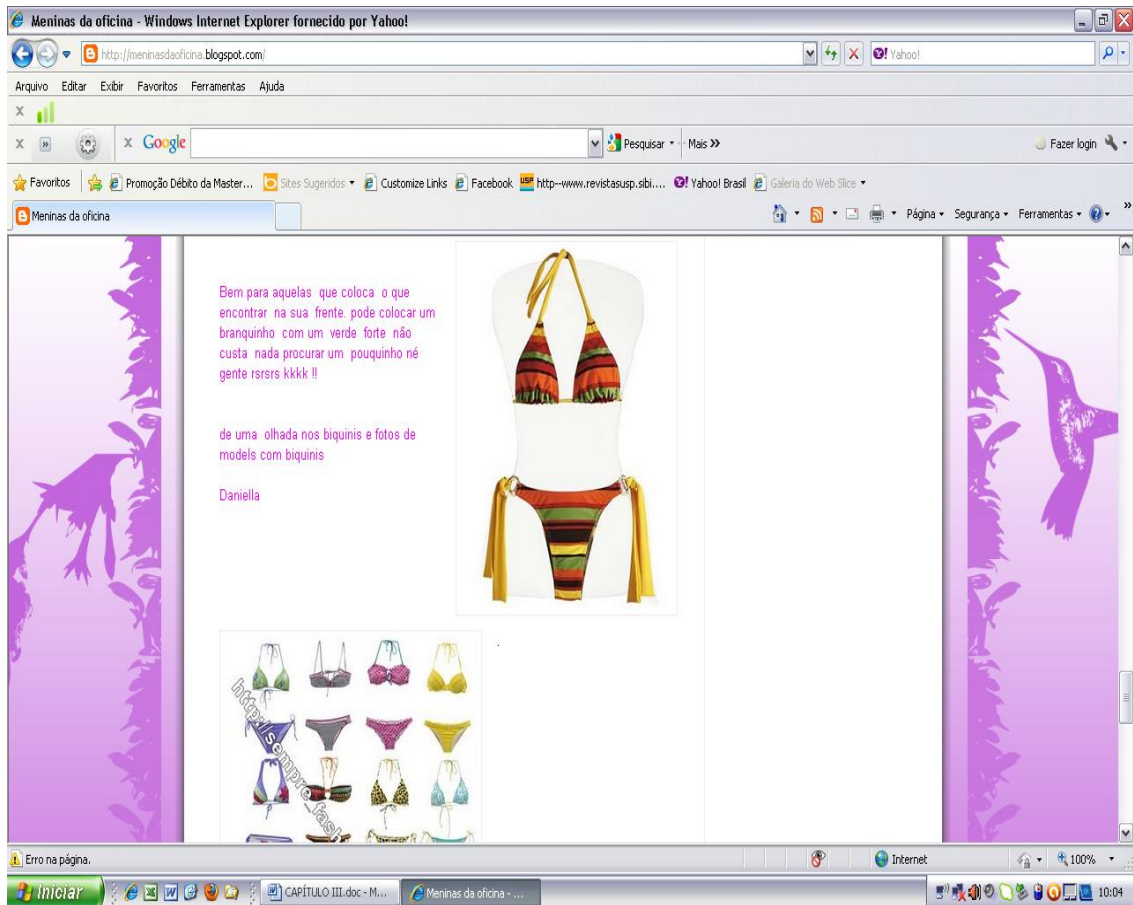 Meninas da oficina - Windows Internet Explorer fornecido por Yahoo!
http://meninasdaoficina.blogspot.com/
Yahoo!
Arquivo Editar Exibir Favoritos Ferramentas Ajuda
X
X X Google Pesquisar Mais Fazer login
Favoritos Promoção Débito da Master... Sites Sugeridos Customize Links Facebook USP http--www.revistasusp.sibi.... Yahoo! Brasil Galeria do Web Slice
Meninas da oficina Página Segurança Ferramentas
Bem para aquelas que coloca o que
encontrar na sua frente. pode colocar um
branquinho com um verde forte não
custa nada procurar um pouquinho né
gente rsrsrs kkkk !!
de uma olhada nos biquinis e fotos de
models com biquinis
Daniella
.
http://sempre_fash
Erro na página. Internet 100%
Iniciar CAPÍTULO III.doc - M... Meninas da oficina - ... 10:04